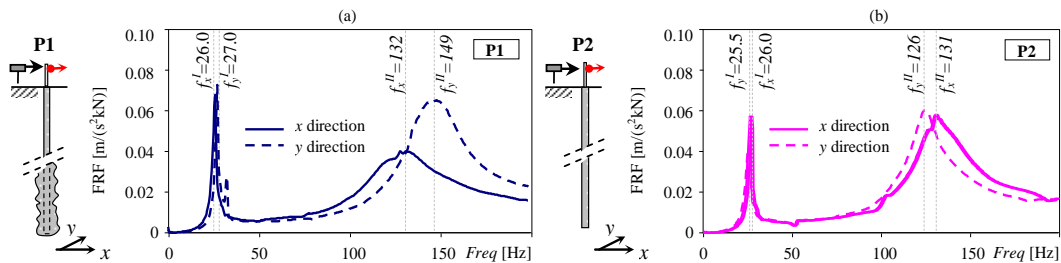 (a)
P1
FRF [m/(s²kN)]
0.10
0.08
0.06
0.04
0.02
0
f_x^I=26.0
f_y^I=27.0
f_x^II=132
f_y^II=149
P1
x direction
y direction
0 50 100 150 Freq [Hz]
y
x
(b)
P2
FRF [m/(s²kN)]
0.10
0.08
0.06
0.04
0.02
0
f_y^I=25.5
f_x^I=26.0
f_y^II=126
f_x^II=131
P2
x direction
y direction
0 50 100 150 Freq [Hz]
y
x